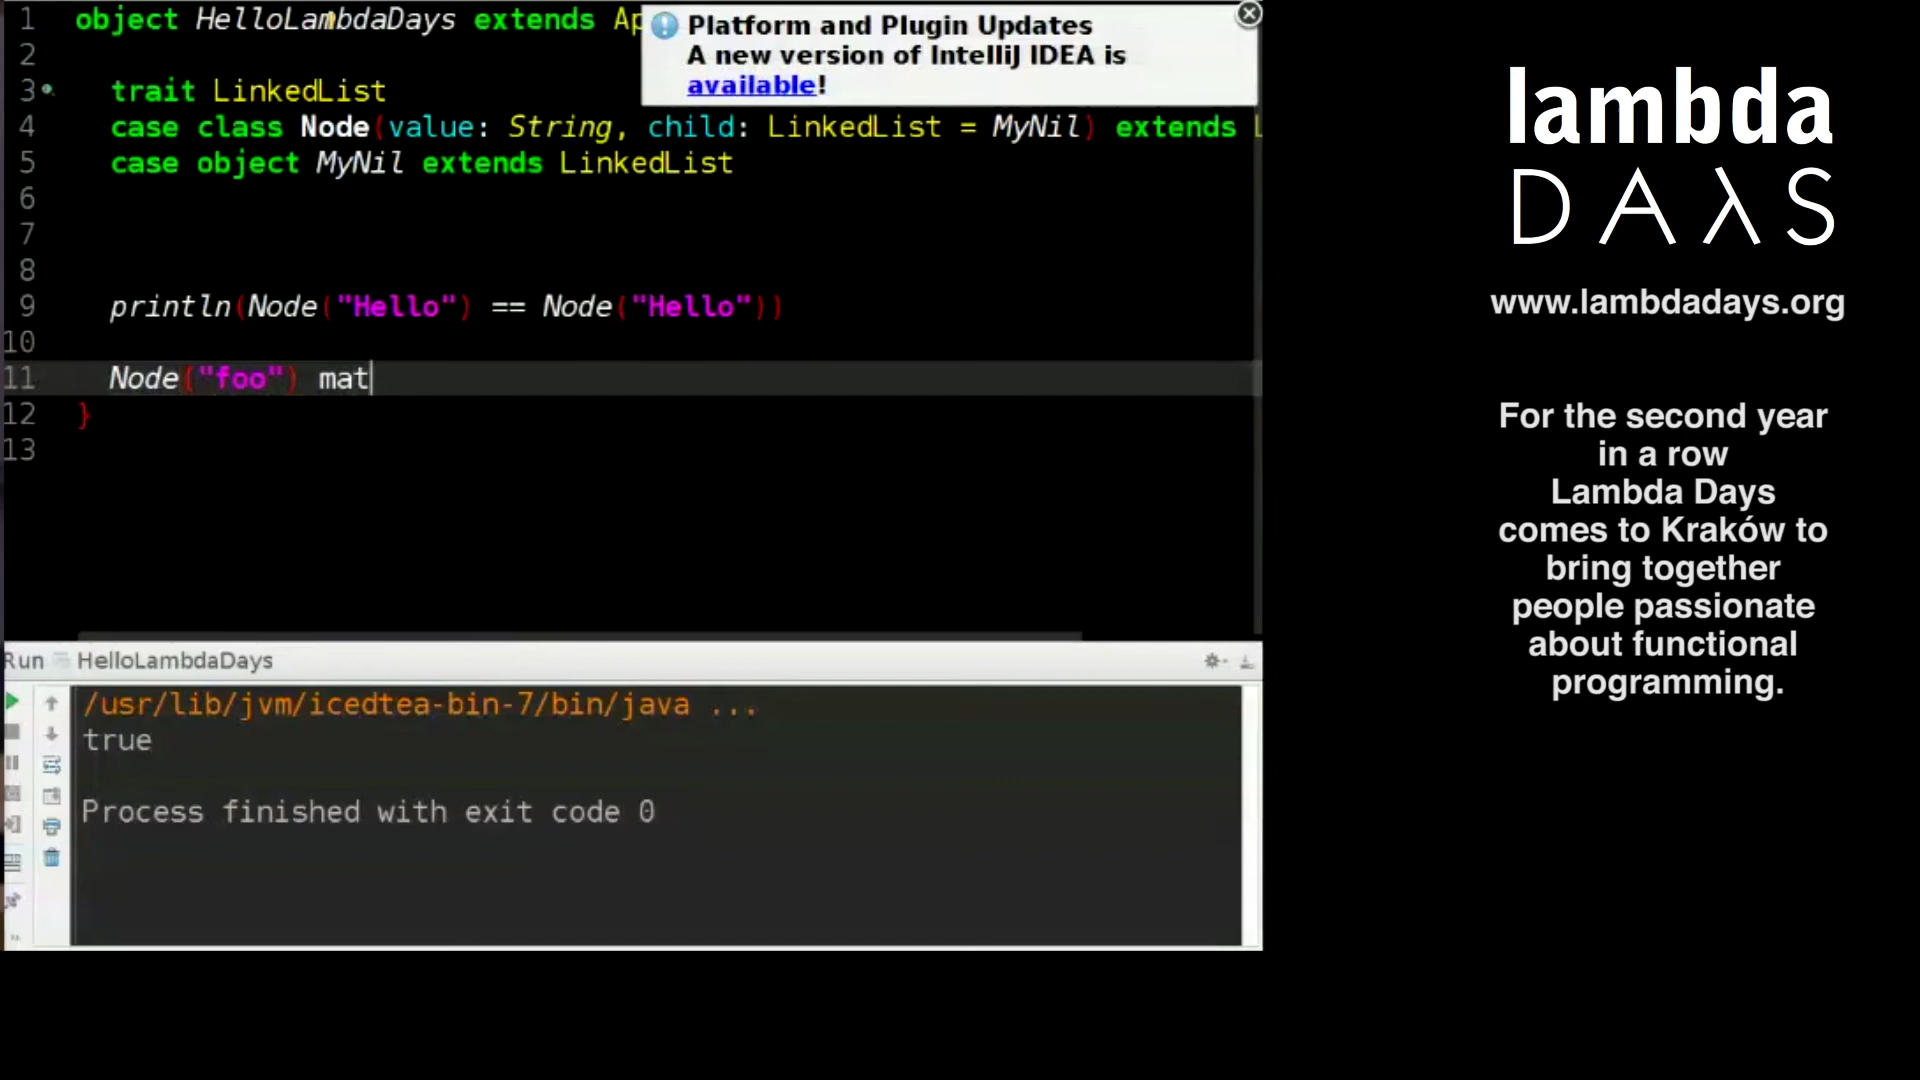 1 object HelloLambdaDays extends Ap
2
3 trait LinkedList
4 case class Node(value: String, child: LinkedList = MyNil) extends L
5 case object MyNil extends LinkedList
6
7
8
9 println(Node("Hello") == Node("Hello"))
10
11 Node("foo") mat
12 }
13
Platform and Plugin Updates
A new version of IntelliJ IDEA is
available!
Run HelloLambdaDays
/usr/lib/jvm/icedtea-bin-7/bin/java ...
true
Process finished with exit code 0
lambda
DAλS
www.lambdadays.org
For the second year
in a row
Lambda Days
comes to Kraków to
bring together
people passionate
about functional
programming.